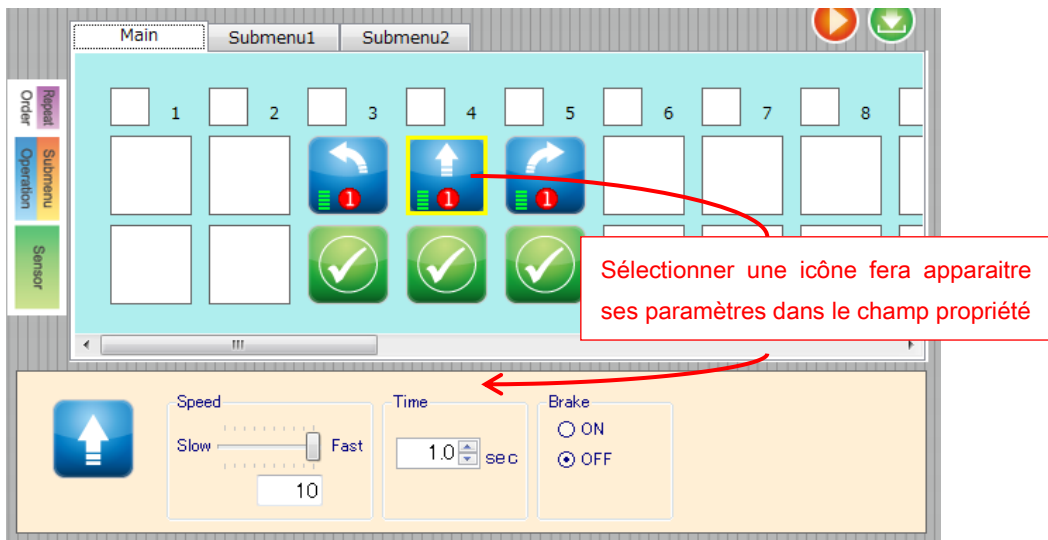 Main Submenu1 Submenu2
Repeat
Order
Submenu
Operation
Sensor
1 2 3 4 5 6 7 8
1 1 1
Sélectionner une icône fera apparaitre
ses paramètres dans le champ propriété
Speed Time Brake
Slow Fast 1.0 sec ON
10 OFF